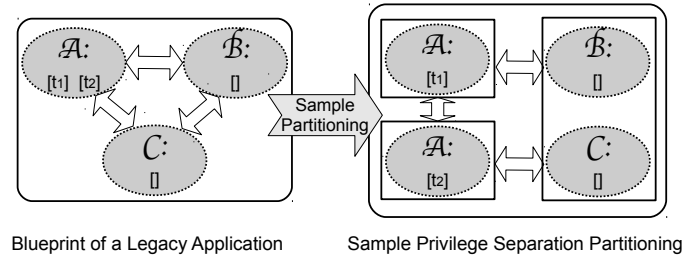 A:
[t1] [t2]
B:
[]
C:
[]
Sample
Partitioning
A:
[t1]
B:
[]
A:
[t2]
C:
[]
Blueprint of a Legacy Application
Sample Privilege Separation Partitioning